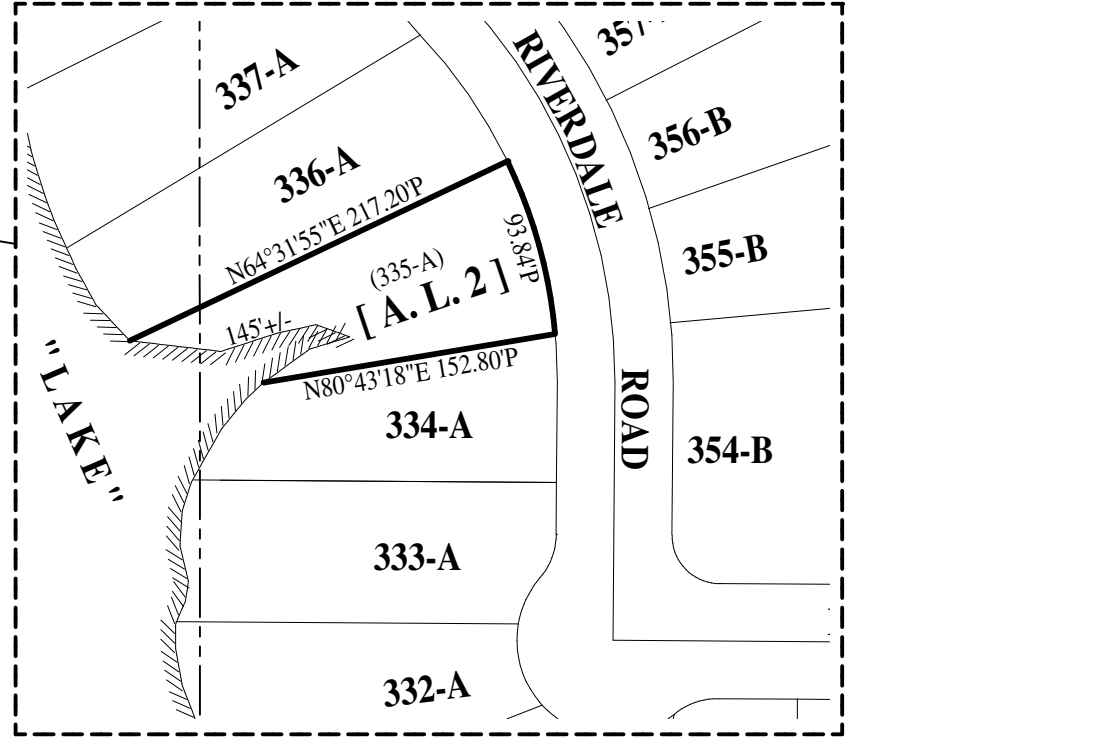 357-
337-A
RIVERDALE
356-B
336-A
N64°31'55"E 217.20'P
93.84'P
355-B
(335-A)
[ A. L. 2 ]
145'+/-
N80°43'18"E 152.80'P
"LAKE"
334-A
ROAD
354-B
333-A
332-A